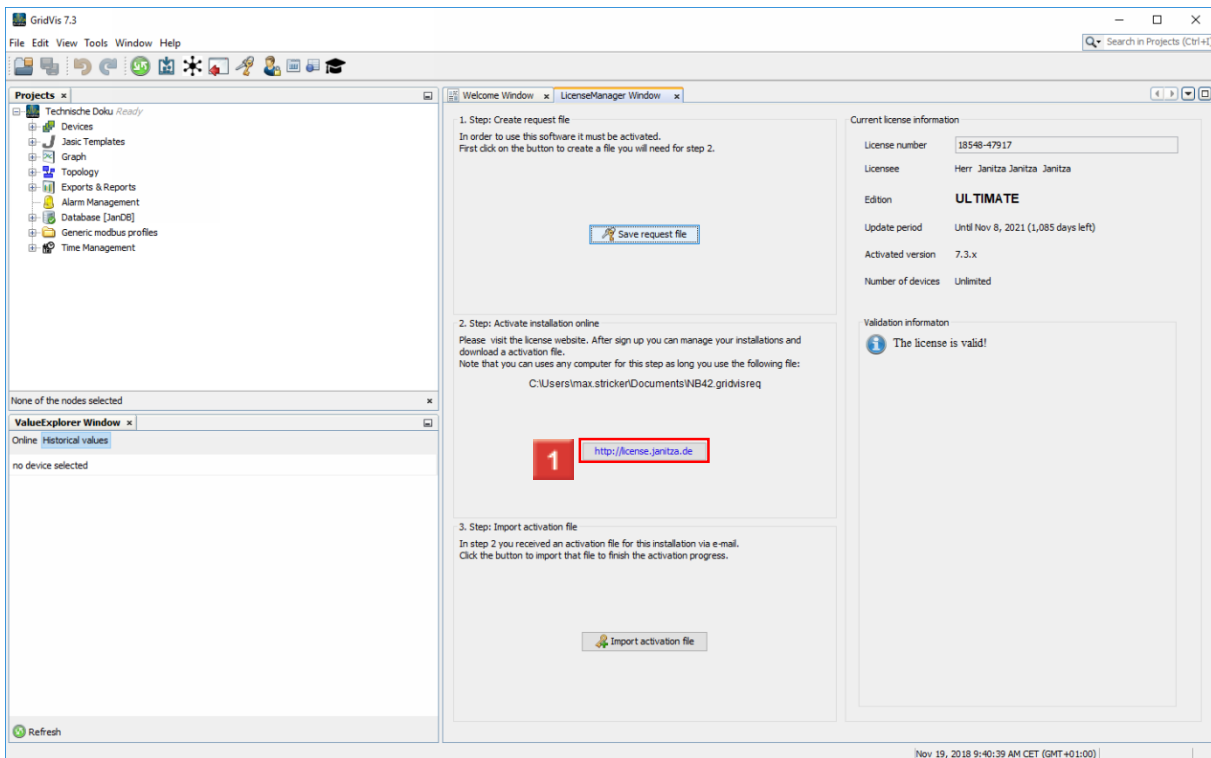 GridVis 7.3
File Edit View Tools Window Help
Search in Projects (Ctrl+I)
Projects
Technische Doku Ready
Devices
Jasic Templates
Graph
Topology
Exports & Reports
Alarm Management
Database [JanDB]
Generic modbus profiles
Time Management
None of the nodes selected
ValueExplorer Window
Online Historical values
no device selected
Refresh
Welcome Window LicenseManager Window
1. Step: Create request file
In order to use this software it must be activated.
First click on the button to create a file you will need for step 2.
Save request file
2. Step: Activate installation online
Please visit the license website. After sign up you can manage your installations and
download a activation file.
Note that you can uses any computer for this step as long you use the following file:
C:\Users\max.stricker\Documents\NB42.gridvisreq
1
http://license.janitza.de
3. Step: Import activation file
In step 2 you received an activation file for this installation via e-mail.
Click the button to import that file to finish the activation progress.
Import activation file
Current license information
License number 18548-47917
Licensee Herr Janitza Janitza Janitza
Edition ULTIMATE
Update period Until Nov 8, 2021 (1,085 days left)
Activated version 7.3.x
Number of devices Unlimited
Validation informaton
The license is valid!
Nov 19, 2018 9:40:39 AM CET (GMT+01:00)